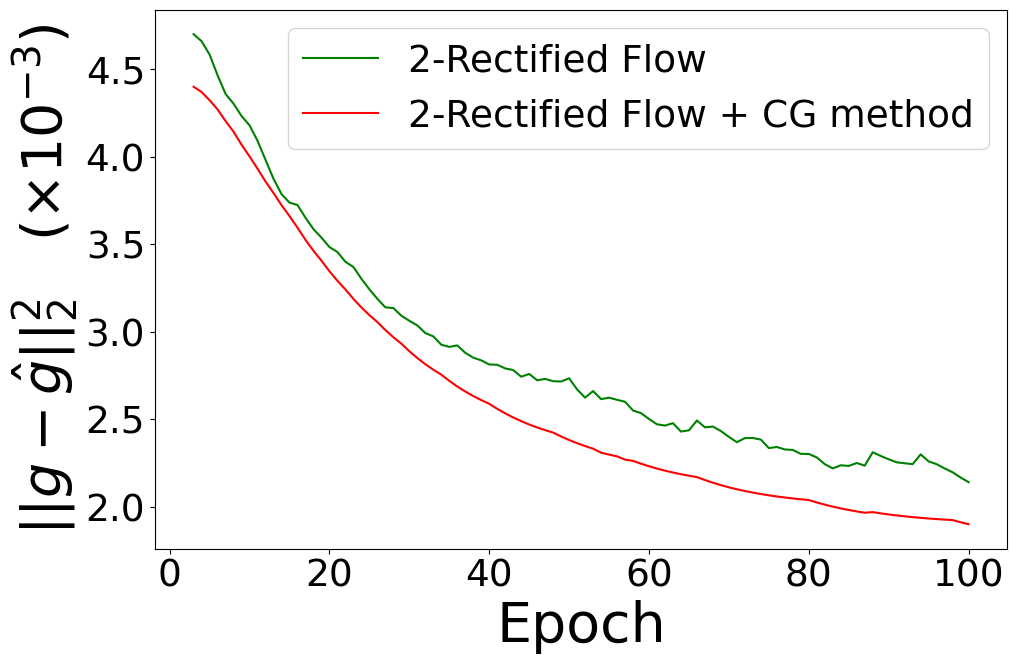 2-Rectified Flow
2-Rectified Flow + CG method
||g − ĝ||₂² (×10⁻³)
4.5
4.0
3.5
3.0
2.5
2.0
0 20 40 60 80 100
Epoch